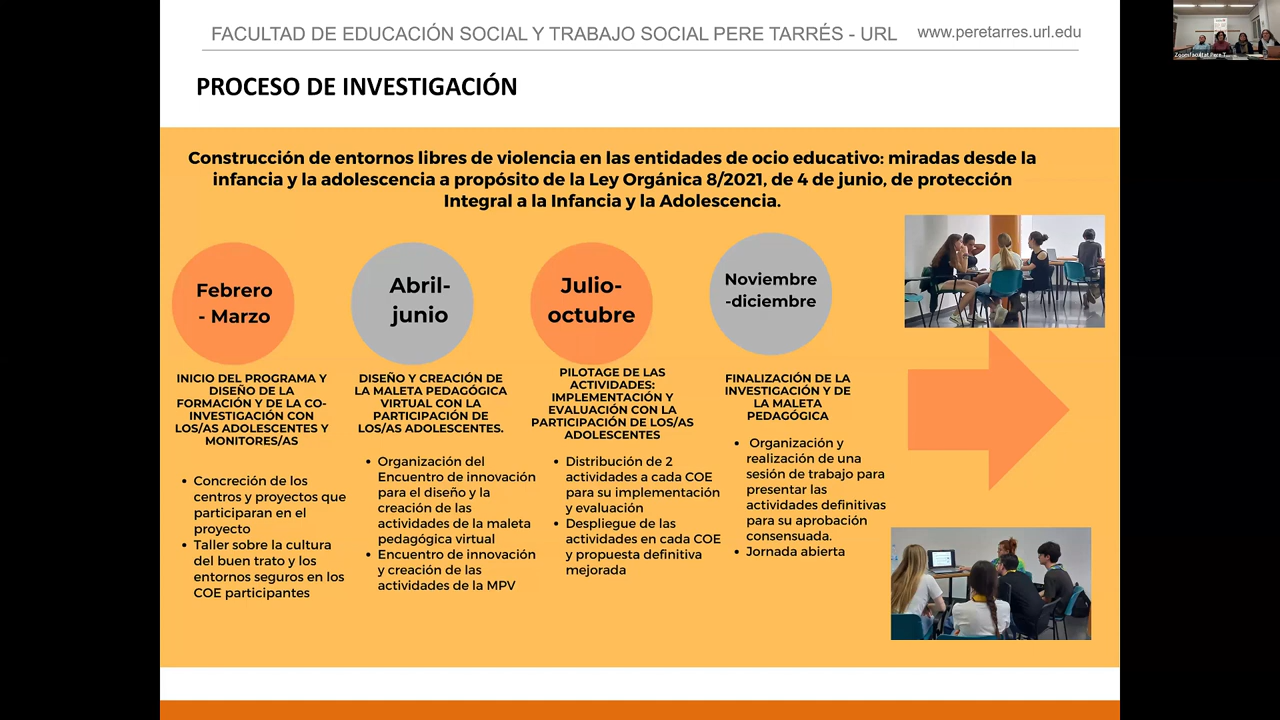 FACULTAD DE EDUCACIÓN SOCIAL Y TRABAJO SOCIAL PERE TARRÉS - URL
www.peretarres.url.edu
PROCESO DE INVESTIGACIÓN
Construcción de entornos libres de violencia en las entidades de ocio educativo: miradas desde la
infancia y la adolescencia a propósito de la Ley Orgánica 8/2021, de 4 de junio, de protección
Integral a la Infancia y la Adolescencia.
Febrero
- Marzo
INICIO DEL PROGRAMA Y
DISEÑO DE LA
FORMACIÓN Y DE LA CO-
INVESTIGACIÓN CON
LOS/AS ADOLESCENTES Y
MONITORES/AS
• Concreción de los
centros y proyectos que
participaran en el
proyecto
• Taller sobre la cultura
del buen trato y los
entornos seguros en los
COE participantes
Abril-
junio
DISEÑO Y CREACIÓN DE
LA MALETA PEDAGÓGICA
VIRTUAL CON LA
PARTICIPACIÓN DE
LOS/AS ADOLESCENTES.
• Organización del
Encuentro de innovación
para el diseño y la
creación de las
actividades de la maleta
pedagógica virtual
• Encuentro de innovación
y creación de las
actividades de la MPV
Julio-
octubre
PILOTAGE DE LAS
ACTIVIDADES:
IMPLEMENTACIÓN Y
EVALUACIÓN CON LA
PARTICIPACIÓN DE LOS/AS
ADOLESCENTES
• Distribución de 2
actividades a cada COE
para su implementación
y evaluación
• Despliegue de las
actividades en cada COE
y propuesta definitiva
mejorada
Noviembre
-diciembre
FINALIZACIÓN DE LA
INVESTIGACIÓN Y DE
LA MALETA
PEDAGÓGICA
• Organización y
realización de una
sesión de trabajo para
presentar las
actividades definitivas
para su aprobación
consensuada.
• Jornada abierta